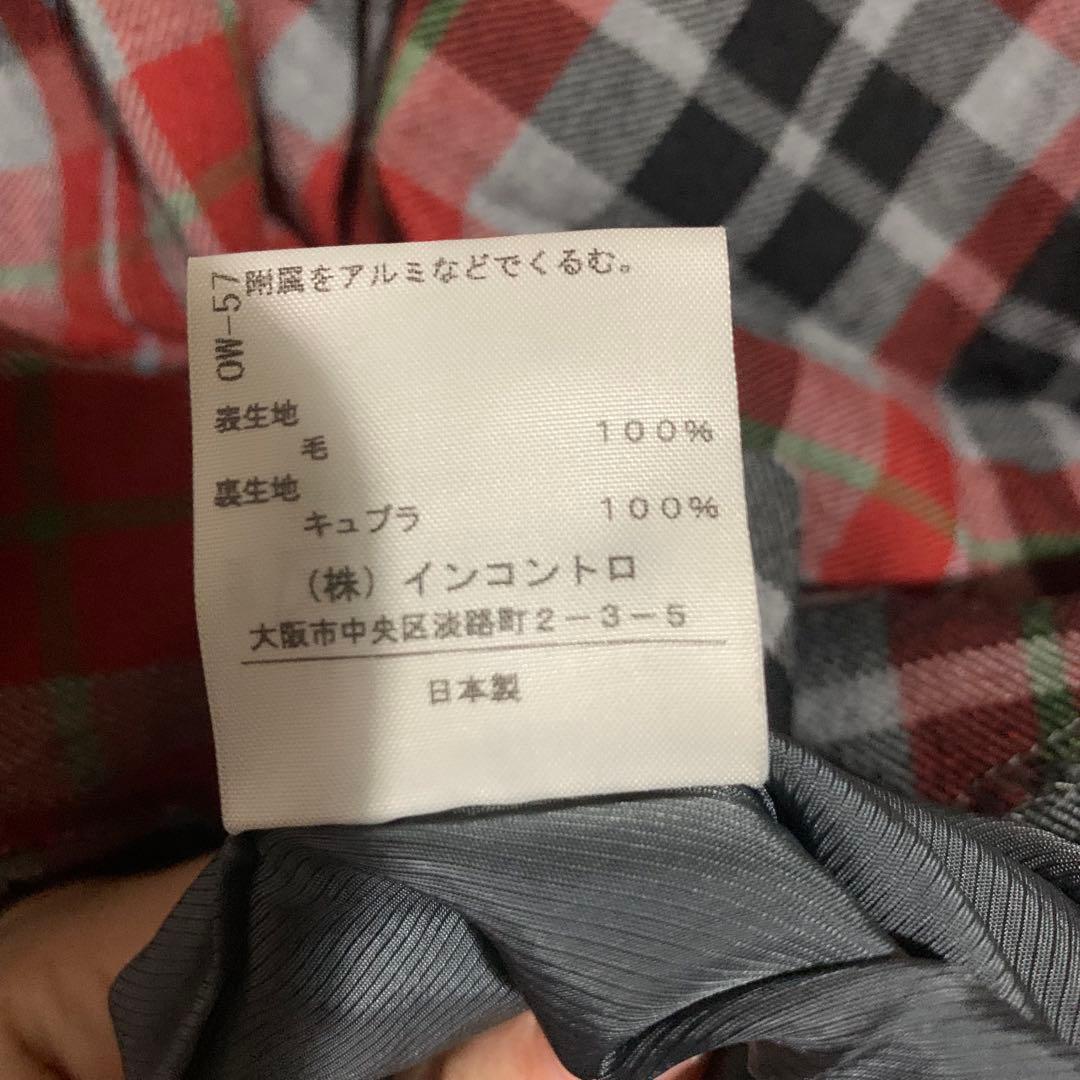 附属をアルミなどでくるむ。
OW-57
表生地
毛 100%
裏生地
キュプラ 100%
(株)インコントロ
大阪市中央区淡路町2-3-5
日本製